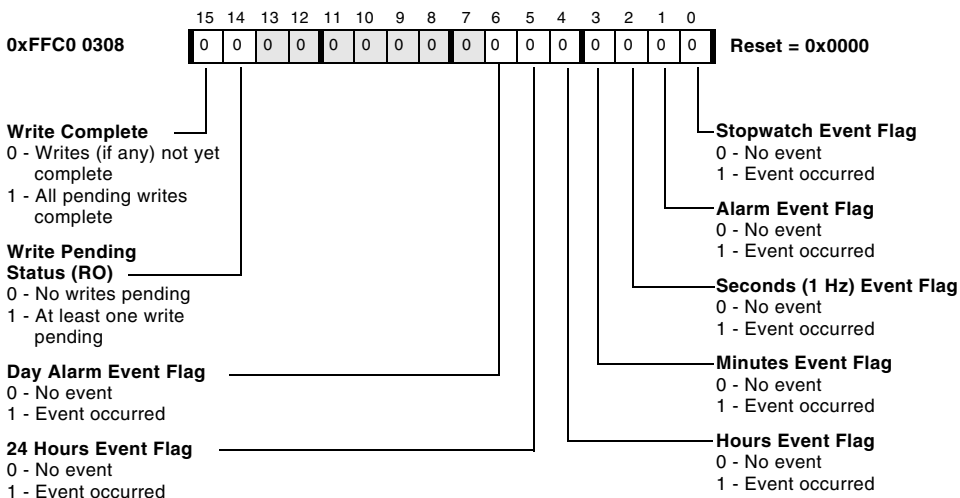 15 14 13 12 11 10 9 8 7 6 5 4 3 2 1 0
0xFFC0 0308
0 0 0 0 0 0 0 0 0 0 0 0 0 0 0 0
Reset = 0x0000
Write Complete
0 - Writes (if any) not yet
complete
1 - All pending writes
complete
Write Pending
Status (RO)
0 - No writes pending
1 - At least one write
pending
Day Alarm Event Flag
0 - No event
1 - Event occurred
24 Hours Event Flag
0 - No event
1 - Event occurred
Stopwatch Event Flag
0 - No event
1 - Event occurred
Alarm Event Flag
0 - No event
1 - Event occurred
Seconds (1 Hz) Event Flag
0 - No event
1 - Event occurred
Minutes Event Flag
0 - No event
1 - Event occurred
Hours Event Flag
0 - No event
1 - Event occurred